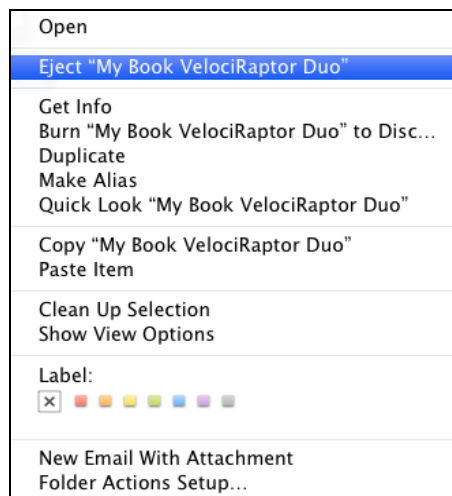 Open
Eject “My Book VelociRaptor Duo”
Get Info
Burn “My Book VelociRaptor Duo” to Disc...
Duplicate
Make Alias
Quick Look “My Book VelociRaptor Duo”
Copy “My Book VelociRaptor Duo”
Paste Item
Clean Up Selection
Show View Options
Label:
New Email With Attachment
Folder Actions Setup...